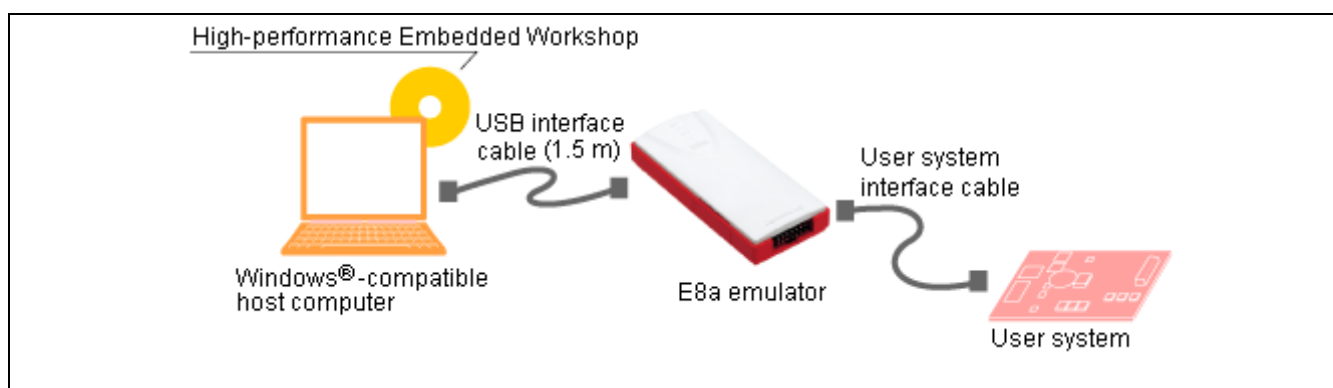 High-performance Embedded Workshop
USB interface
cable (1.5 m)
User system
interface cable
Windows®-compatible
host computer
E8a emulator
User system